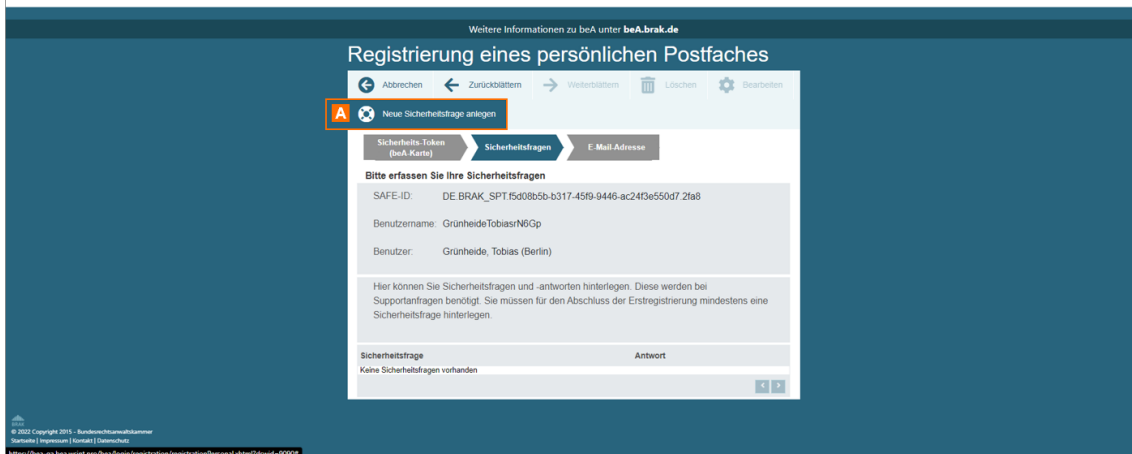 Weitere Informationen zu beA unter beA.brak.de
Registrierung eines persönlichen Postfaches
Abbrechen Zurückblättern Weiterblättern Löschen Bearbeiten
A Neue Sicherheitsfrage anlegen
Sicherheits-Token
(beA-Karte)
Sicherheitsfragen
E-Mail-Adresse
Bitte erfassen Sie Ihre Sicherheitsfragen
SAFE-ID: DE.BRAK_SPT.f5d08b5b-b317-45f9-9446-ac24f3e550d7.2fa8
Benutzername: GrünheideTobiasrN6Gp
Benutzer: Grünheide, Tobias (Berlin)
Hier können Sie Sicherheitsfragen und -antworten hinterlegen. Diese werden bei
Supportanfragen benötigt. Sie müssen für den Abschluss der Erstregistrierung mindestens eine
Sicherheitsfrage hinterlegen.
Sicherheitsfrage Antwort
Keine Sicherheitsfragen vorhanden
BRAK
© 2022 Copyright 2015 - Bundesrechtsanwaltskammer
Startseite | Impressum | Kontakt | Datenschutz